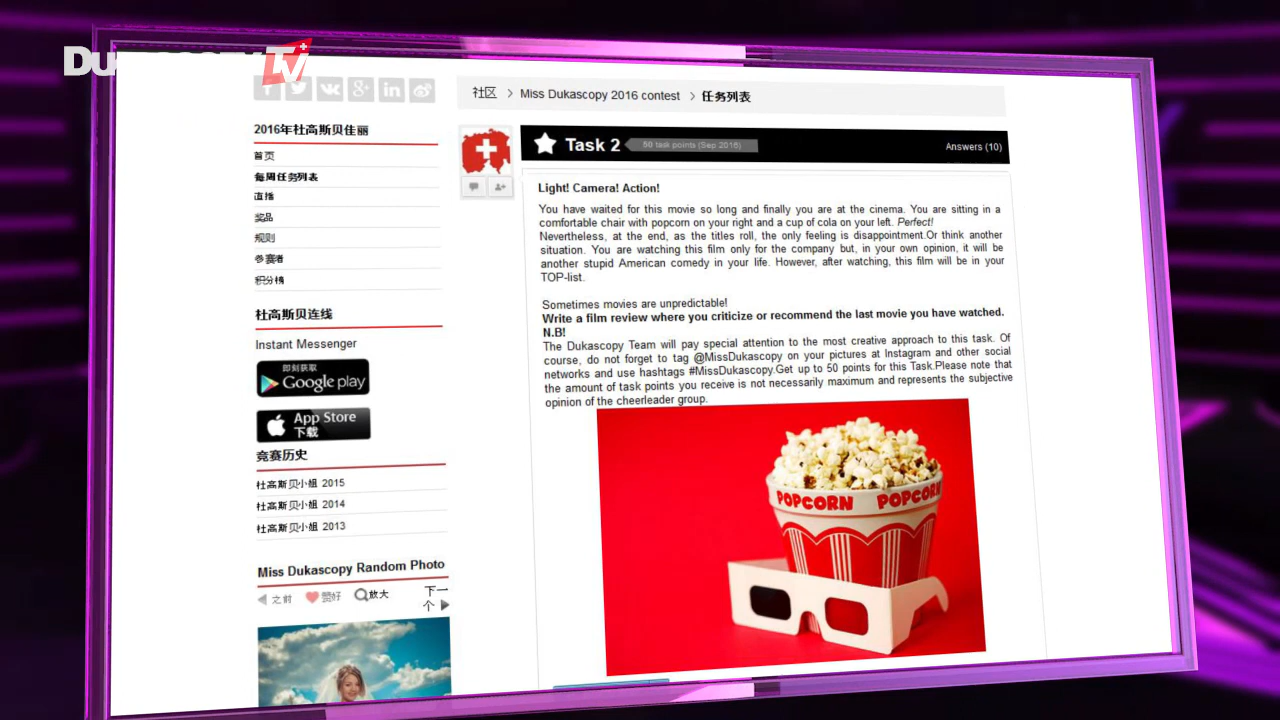 Du
TV
社区 > Miss Dukascopy 2016 contest > 任务列表
2016年杜高斯贝佳丽
首页
每周任务列表
直播
奖品
规则
参赛者
积分榜
杜高斯贝连线
Instant Messenger
即刻获取
Google play
App Store
下载
竞赛历史
杜高斯贝小姐 2015
杜高斯贝小姐 2014
杜高斯贝小姐 2013
Miss Dukascopy Random Photo
之前 赞好 放大 下一
个
Task 2 50 task points (Sep 2016) Answers (10)
Light! Camera! Action!
You have waited for this movie so long and finally you are at the cinema. You are sitting in a
comfortable chair with popcorn on your right and a cup of cola on your left. Perfect!
Nevertheless, at the end, as the titles roll, the only feeling is disappointment.Or think another
situation. You are watching this film only for the company but, in your own opinion, it will be
another stupid American comedy in your life. However, after watching, this film will be in your
TOP-list.
Sometimes movies are unpredictable!
Write a film review where you criticize or recommend the last movie you have watched.
N.B!
The Dukascopy Team will pay special attention to the most creative approach to this task. Of
course, do not forget to tag @MissDukascopy on your pictures at Instagram and other social
networks and use hashtags #MissDukascopy.Get up to 50 points for this Task.Please note that
the amount of task points you receive is not necessarily maximum and represents the subjective
opinion of the cheerleader group.
POPCORN POPCORN